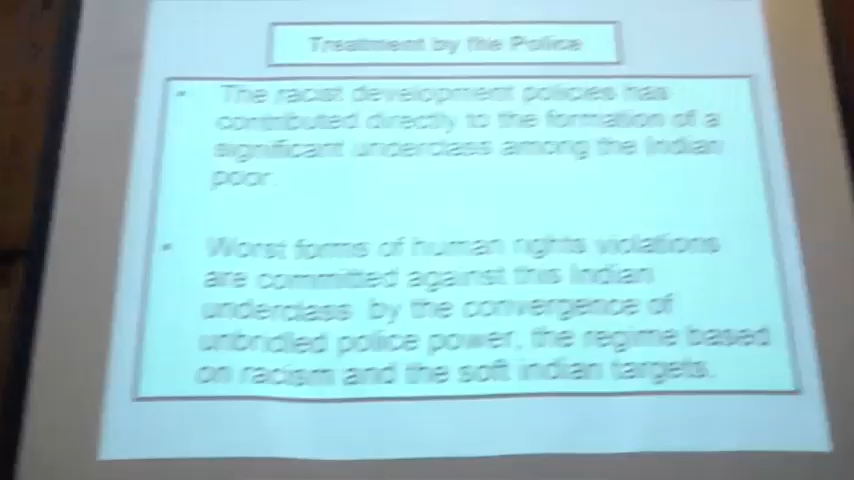 Treatment by the Police
• The racist development policies has
contributed directly to the formation of a
significant underclass among the Indian
poor.
• Worst forms of human rights violations
are committed against this Indian
underclass by the convergence of
unbridled police power, the regime based
on racism and the soft indian targets.